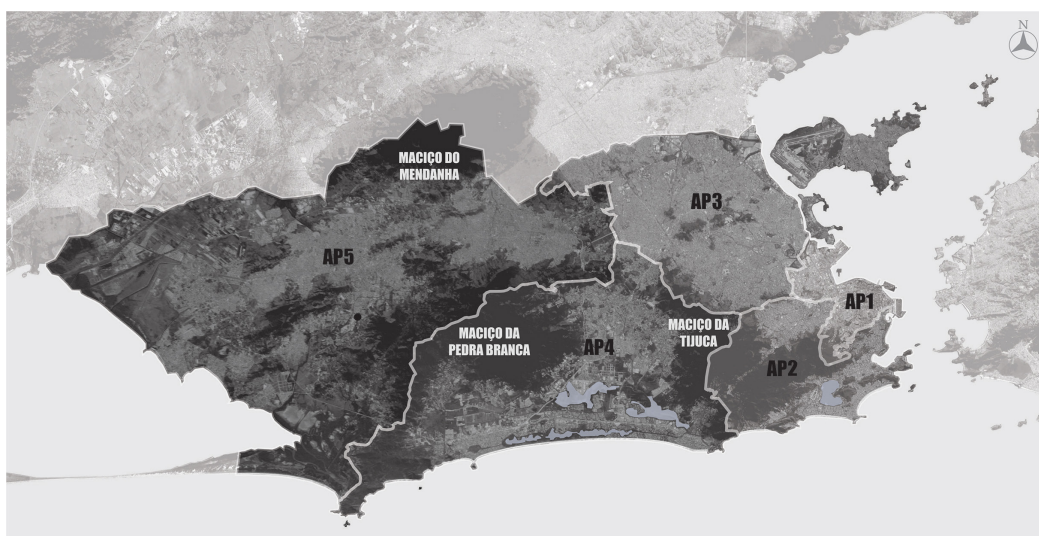 N
MACIÇO DO
MENDANHA
AP3
AP5
AP1
MACIÇO DA
PEDRA BRANCA
MACIÇO DA
TIJUCA
AP4
AP2